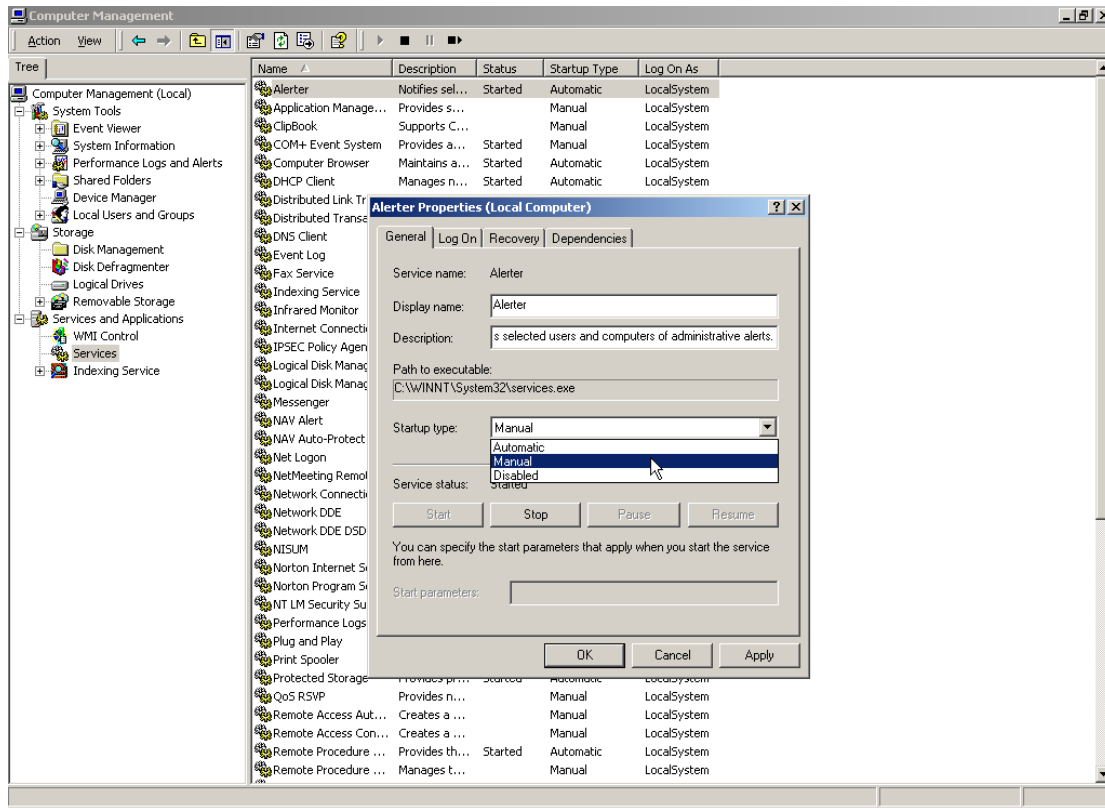 Computer Management
Action View
Tree
Name Description Status Startup Type Log On As
Computer Management (Local)
System Tools
Event Viewer
System Information
Performance Logs and Alerts
Shared Folders
Device Manager
Local Users and Groups
Storage
Disk Management
Disk Defragmenter
Logical Drives
Removable Storage
Services and Applications
WMI Control
Services
Indexing Service
Alerter Notifies sel... Started Automatic LocalSystem
Application Manage... Provides s... Manual LocalSystem
ClipBook Supports C... Manual LocalSystem
COM+ Event System Provides a... Started Manual LocalSystem
Computer Browser Maintains a... Started Automatic LocalSystem
DHCP Client Manages n... Started Automatic LocalSystem
Distributed Link Tr
Distributed Transa
DNS Client
Event Log
Fax Service
Indexing Service
Infrared Monitor
Internet Connecti
IPSEC Policy Agen
Logical Disk Manag
Logical Disk Manag
Messenger
NAV Alert
NAV Auto-Protect
Net Logon
NetMeeting Remot
Network Connecti
Network DDE
Network DDE DSD
NISUM
Norton Internet S
Norton Program S
NT LM Security Su
Performance Logs
Plug and Play
Print Spooler
Protected Storage Provides pr... Started Automatic LocalSystem
QoS RSVP Provides n... Manual LocalSystem
Remote Access Aut... Creates a ... Manual LocalSystem
Remote Access Con... Creates a ... Manual LocalSystem
Remote Procedure ... Provides th... Started Automatic LocalSystem
Remote Procedure ... Manages t... Manual LocalSystem
Alerter Properties (Local Computer)
General Log On Recovery Dependencies
Service name: Alerter
Display name: Alerter
Description: s selected users and computers of administrative alerts.
Path to executable:
C:\WINNT\System32\services.exe
Startup type: Manual
Automatic
Manual
Disabled
Service status: Started
Start Stop Pause Resume
You can specify the start parameters that apply when you start the service
from here.
Start parameters:
OK Cancel Apply